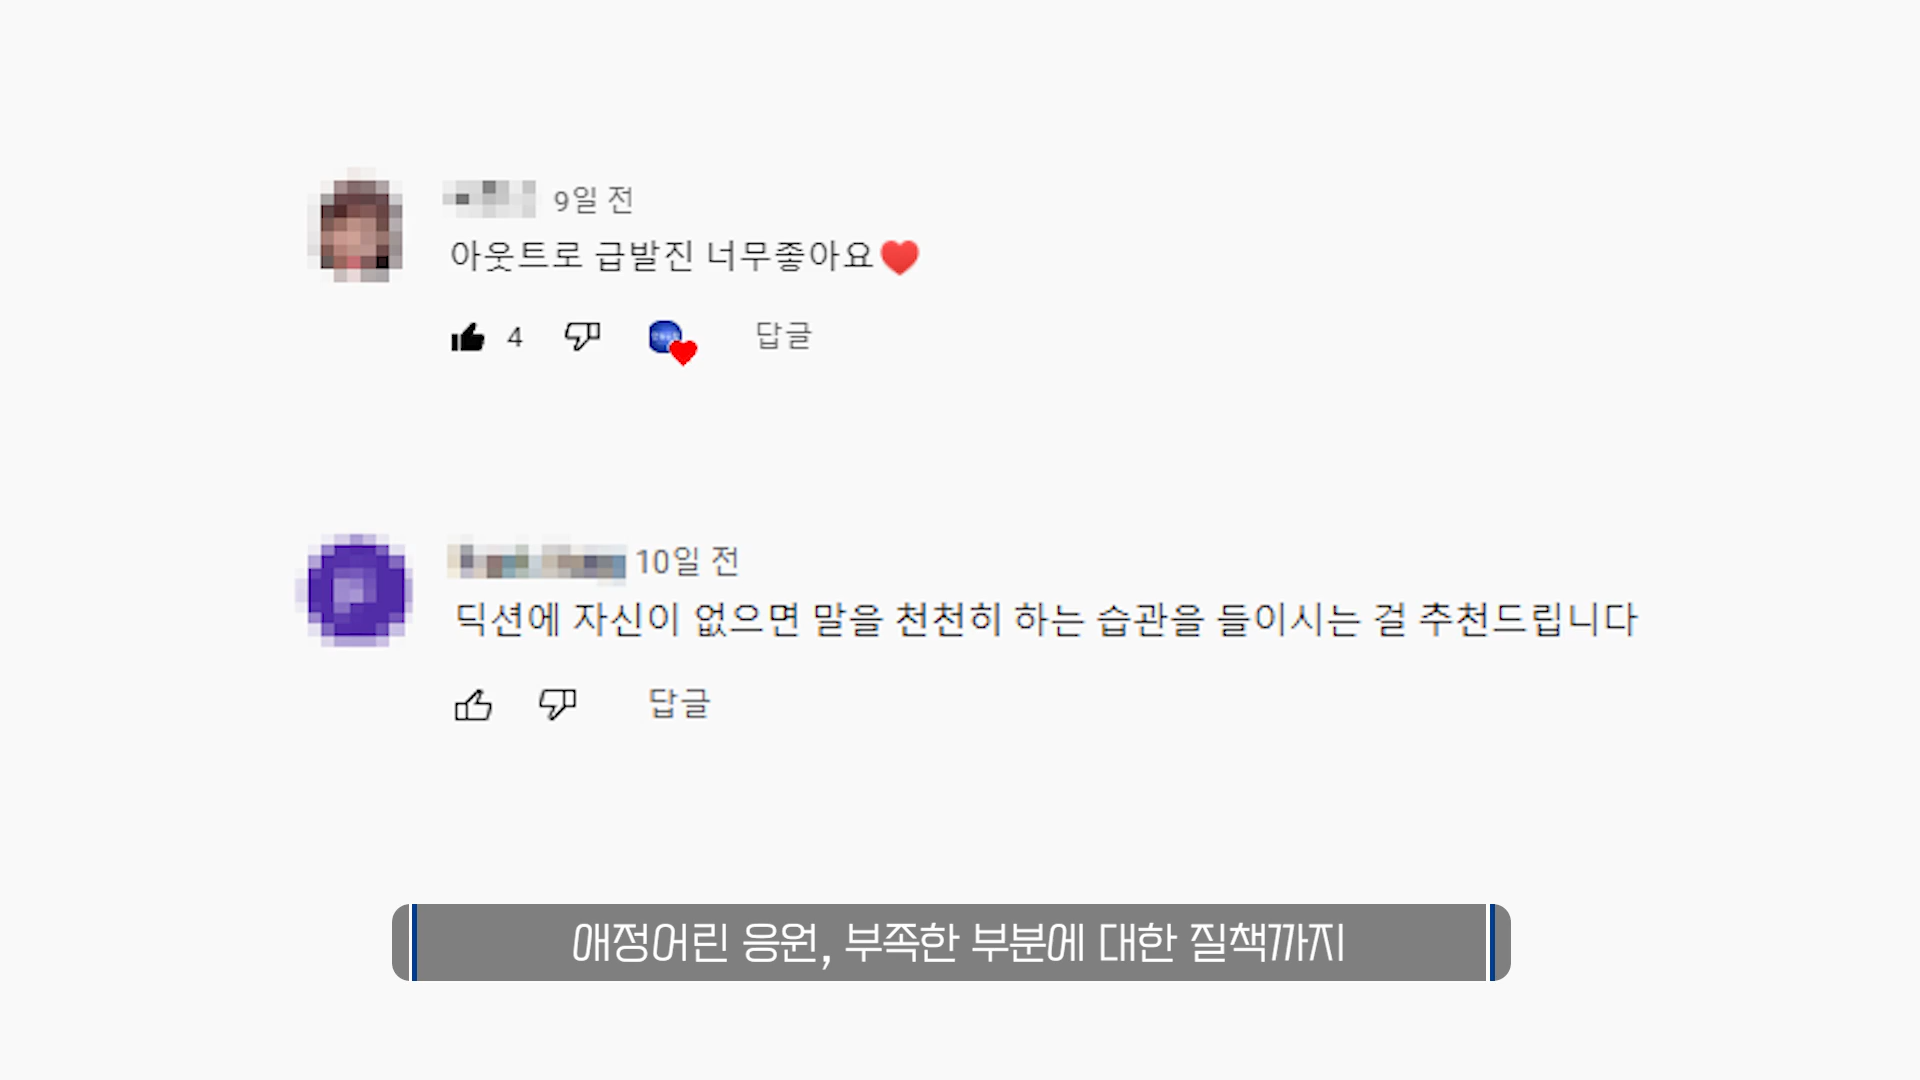 9일 전
아웃트로 급발진 너무좋아요❤️
4
답글
10일 전
딕션에 자신이 없으면 말을 천천히 하는 습관을 들이시는 걸 추천드립니다
답글
애정어린 응원, 부족한 부분에 대한 질책까지